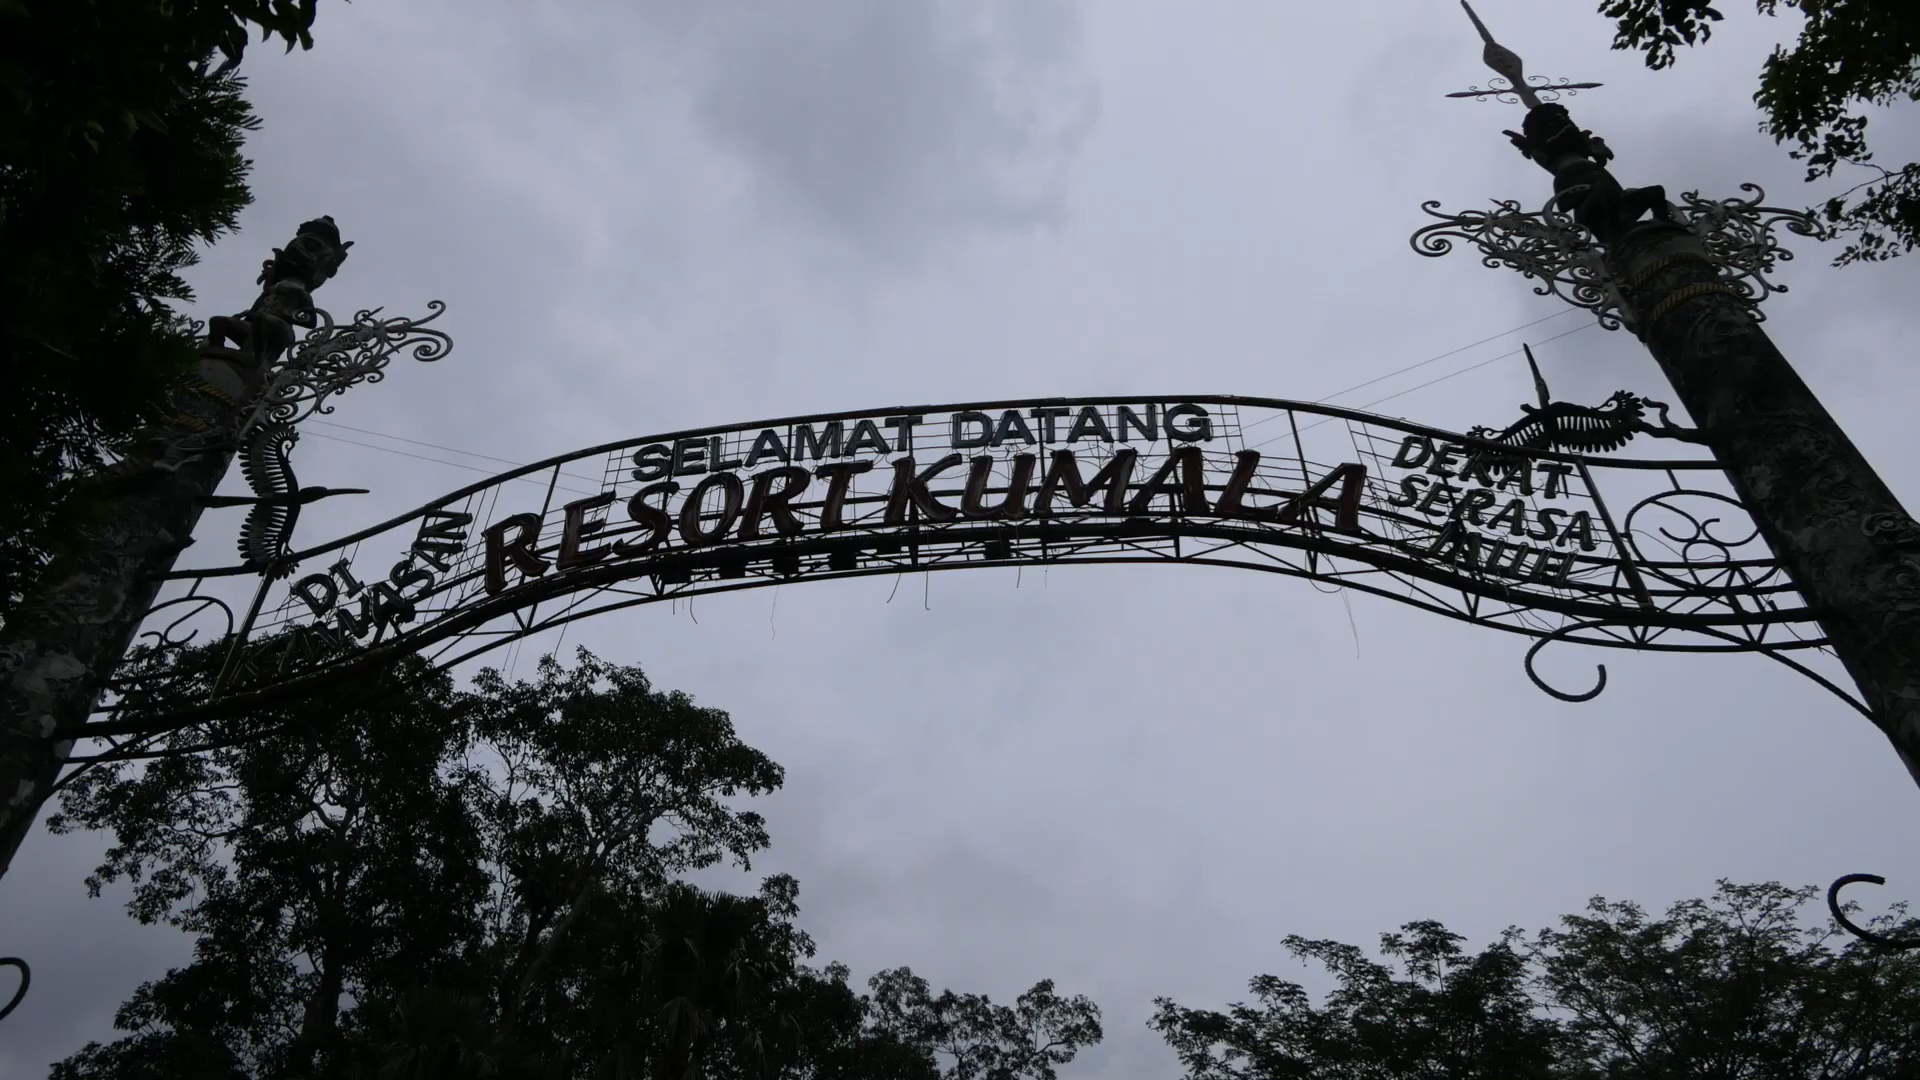 SELAMAT DATANG
DI
KAWASAN
RESORT KUMALA
DEKAT
SERASA
JAUH